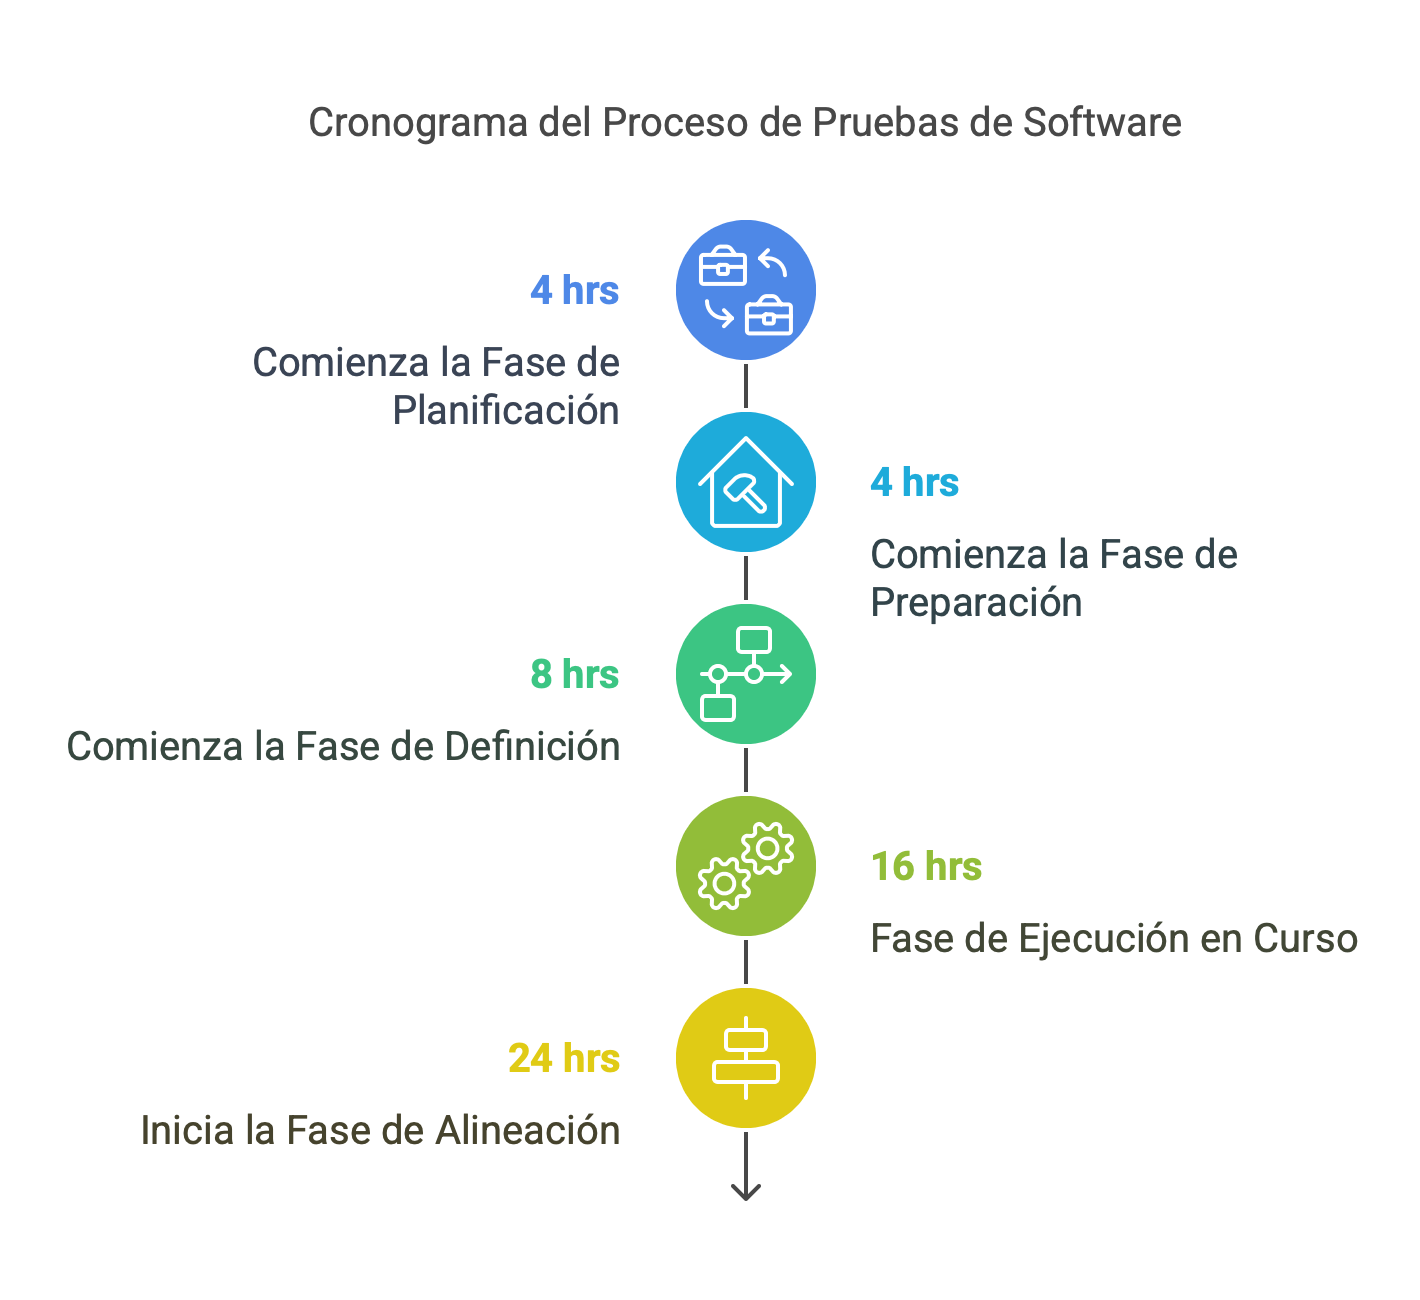 Cronograma del Proceso de Pruebas de Software
4 hrs
Comienza la Fase de
Planificación
4 hrs
Comienza la Fase de
Preparación
8 hrs
Comienza la Fase de Definición
16 hrs
Fase de Ejecución en Curso
24 hrs
Inicia la Fase de Alineación